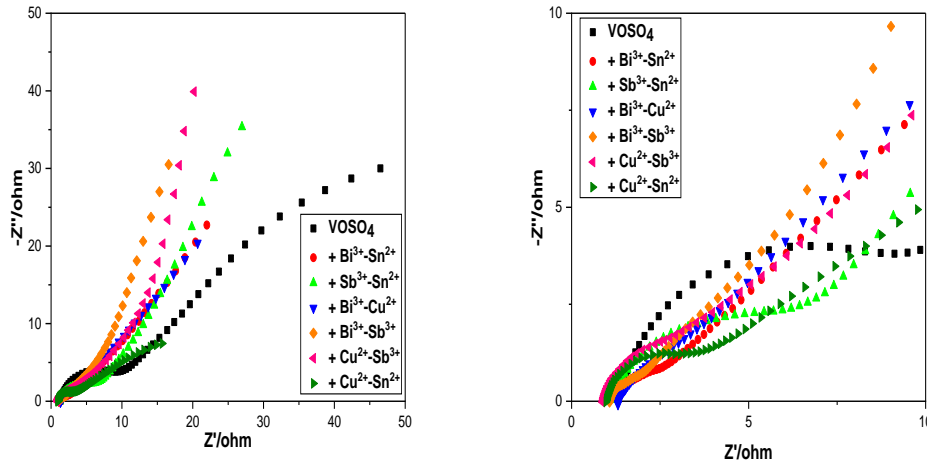 50
40
30
20
10
0
-Z''/ohm
0 10 20 30 40 50
Z'/ohm
VOSO₄
+ Bi³⁺-Sn²⁺
+ Sb³⁺-Sn²⁺
+ Bi³⁺-Cu²⁺
+ Bi³⁺-Sb³⁺
+ Cu²⁺-Sb³⁺
+ Cu²⁺-Sn²⁺
10
5
0
-Z''/ohm
0 5 10
Z'/ohm
VOSO₄
+ Bi³⁺-Sn²⁺
+ Sb³⁺-Sn²⁺
+ Bi³⁺-Cu²⁺
+ Bi³⁺-Sb³⁺
+ Cu²⁺-Sb³⁺
+ Cu²⁺-Sn²⁺